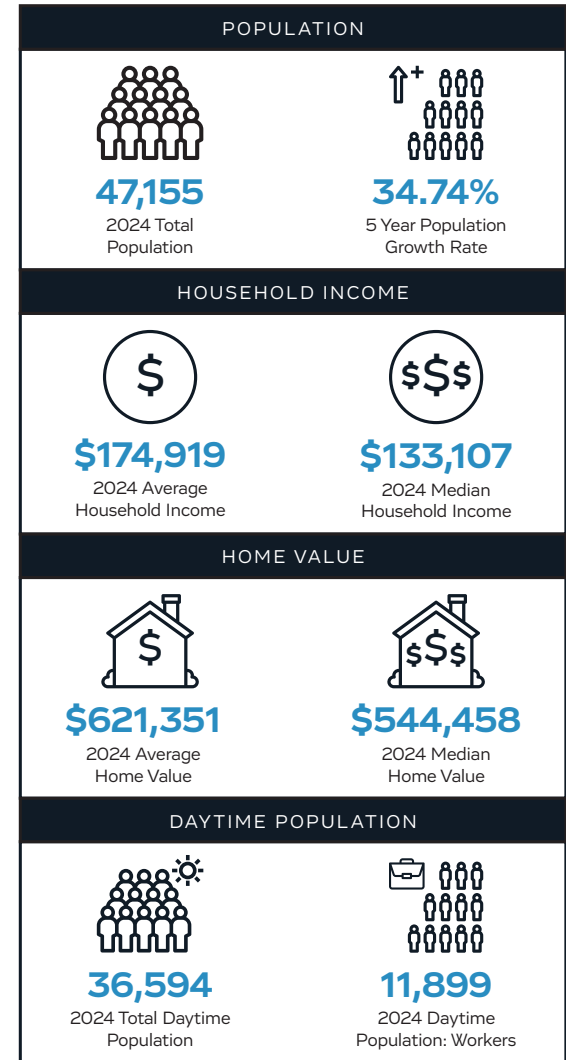 POPULATION
47,155
2024 Total
Population
34.74%
5 Year Population
Growth Rate
HOUSEHOLD INCOME
$
$174,919
2024 Average
Household Income
$$$
$133,107
2024 Median
Household Income
HOME VALUE
$
$621,351
2024 Average
Home Value
$$$
$544,458
2024 Median
Home Value
DAYTIME POPULATION
36,594
2024 Total Daytime
Population
11,899
2024 Daytime
Population: Workers